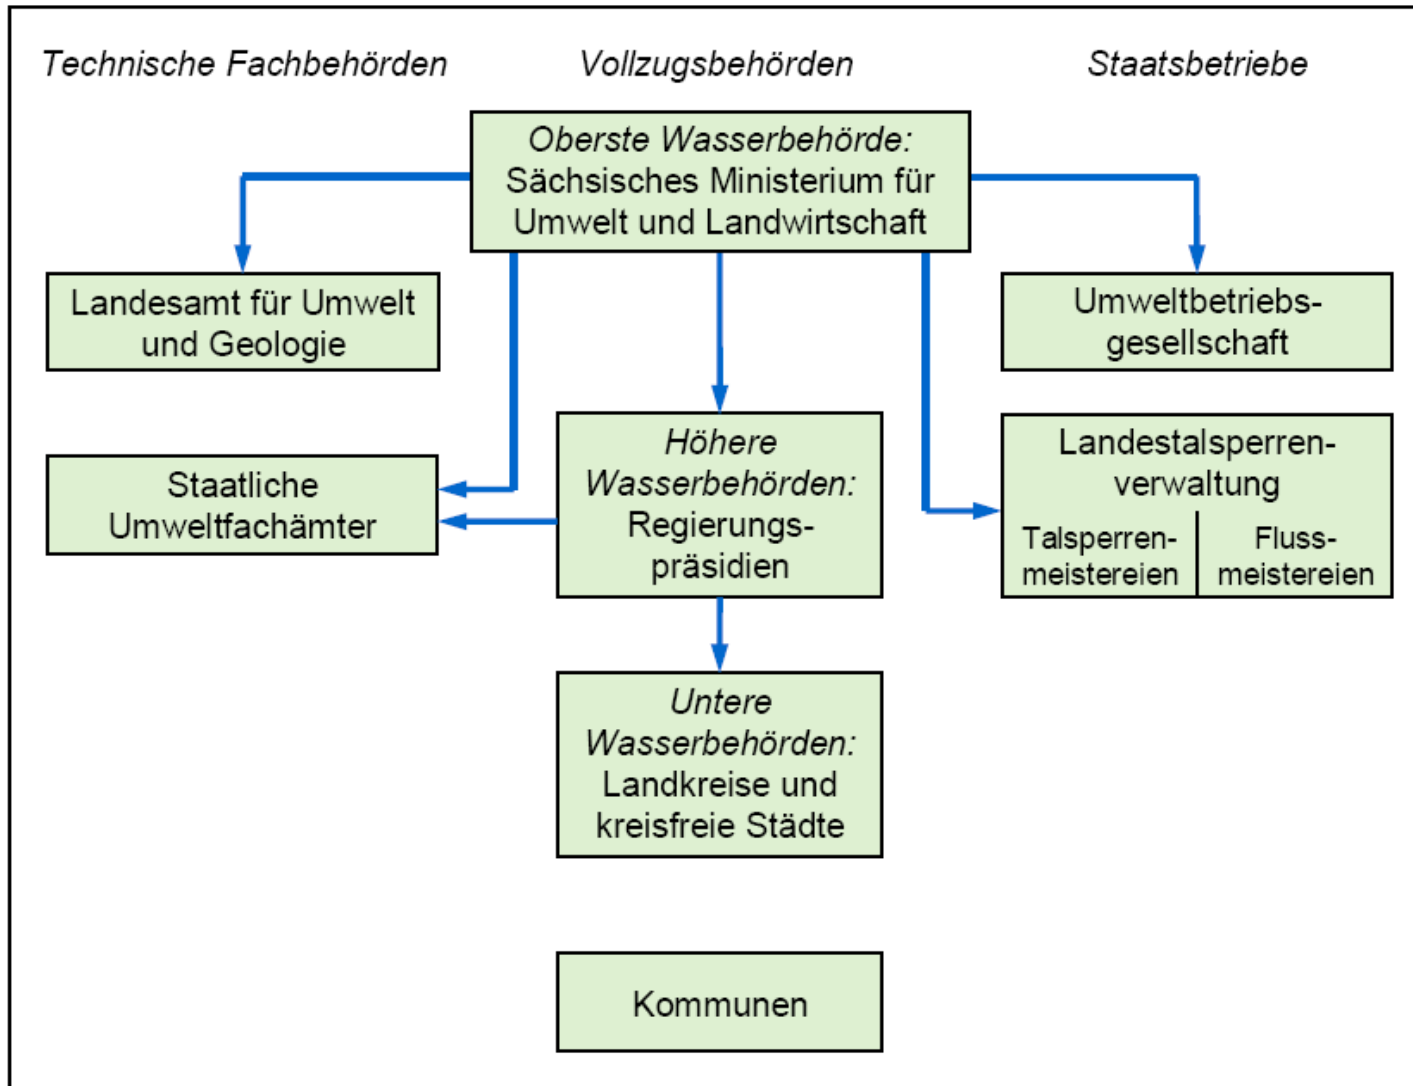 Technische Fachbehörden
Vollzugsbehörden
Staatsbetriebe
Oberste Wasserbehörde:
Sächsisches Ministerium für
Umwelt und Landwirtschaft
Landesamt für Umwelt
und Geologie
Umweltbetriebs-
gesellschaft
Staatliche
Umweltfachämter
Höhere
Wasserbehörden:
Regierungs-
präsidien
Landestalsperren-
verwaltung
Talsperren-
meistereien
Fluss-
meistereien
Untere
Wasserbehörden:
Landkreise und
kreisfreie Städte
Kommunen